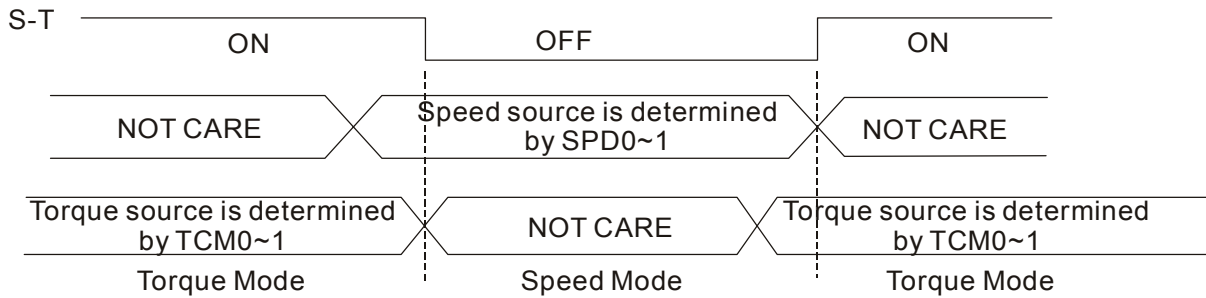 S-T
ON
OFF
ON
NOT CARE
Speed source is determined
by SPD0~1
NOT CARE
Torque source is determined
by TCM0~1
NOT CARE
Torque source is determined
by TCM0~1
Torque Mode
Speed Mode
Torque Mode